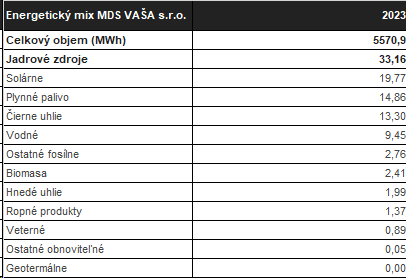 Energetický mix MDS VAŠA s.r.o. 2023
Celkový objem (MWh) 5570,9
Jadrové zdroje 33,16
Solárne 19,77
Plynné palivo 14,86
Čierne uhlie 13,30
Vodné 9,45
Ostatné fosílne 2,76
Biomasa 2,41
Hnedé uhlie 1,99
Ropné produkty 1,37
Veterné 0,89
Ostatné obnoviteľné 0,05
Geotermálne 0,00